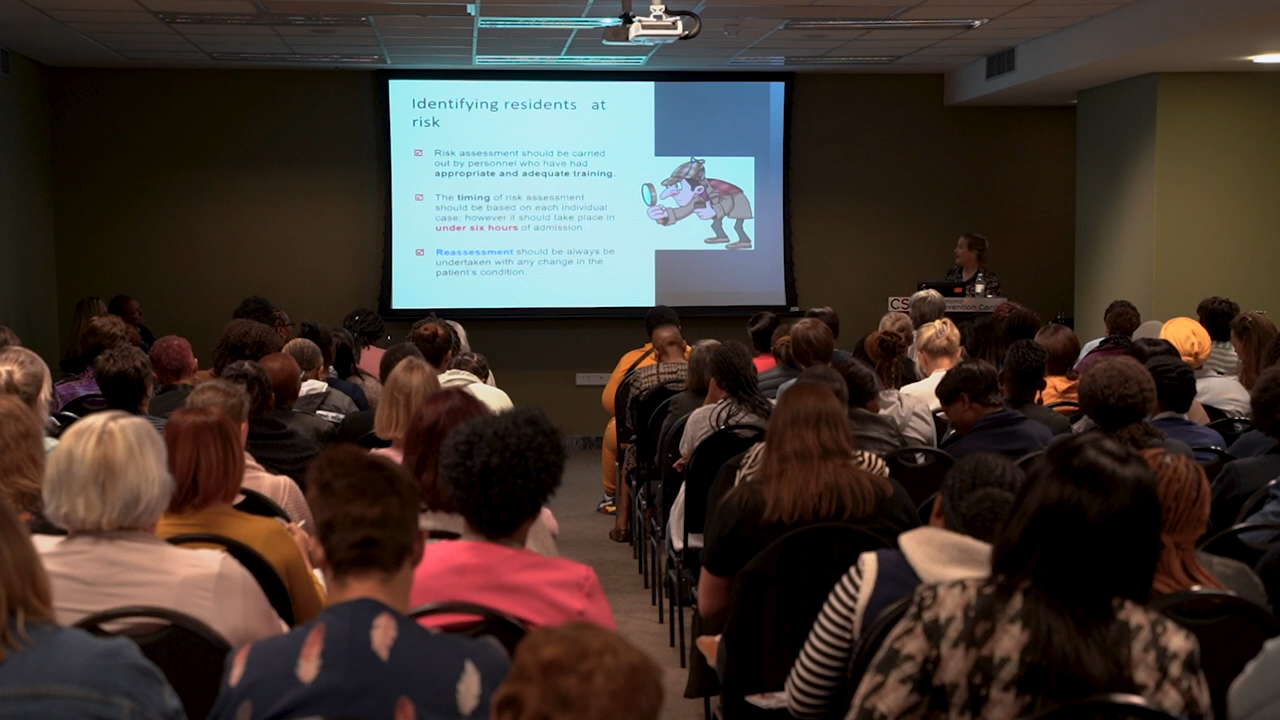 Identifying residents at
risk
Risk assessment should be carried
out by personnel who have had
appropriate and adequate training.
The timing of risk assessment
should be based on each individual
case; however it should take place in
under six hours of admission.
Reassessment should be always be
undertaken with any change in the
patient's condition.
CS